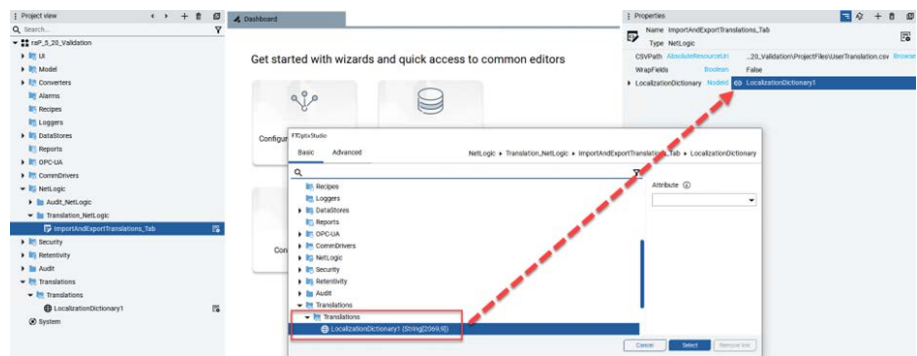 Project view
Search...
raP_5_20_Validation
UI
Model
Converters
Alarms
Recipes
Loggers
DataStores
Reports
OPC-UA
CommDrivers
NetLogic
Audit_NetLogic
Translation_NetLogic
ImportAndExportTranslations_Tab
Security
Retentivity
Audit
Translations
Translations
LocalizationDictionary1
System
Dashboard
Get started with wizards and quick access to common editors
Configur
Con
FTOptixStudio
Basic Advanced
NetLogic • Translation_NetLogic • ImportAndExportTranslations_Tab • LocalizationDictionary
Recipes
Loggers
DataStores
Reports
OPC-UA
CommDrivers
NetLogic
Security
Retentivity
Audit
Translations
Translations
LocalizationDictionary1 (String[2069,9])
Attribute
Cancel Select Remove link
Properties
Name ImportAndExportTranslations_Tab
Type NetLogic
CSVPath AbsoluteResourceUri ...20_Validation\ProjectFiles\UserTranslation.csv Browse
WrapFields Boolean False
LocalizationDictionary NodeId LocalizationDictionary1